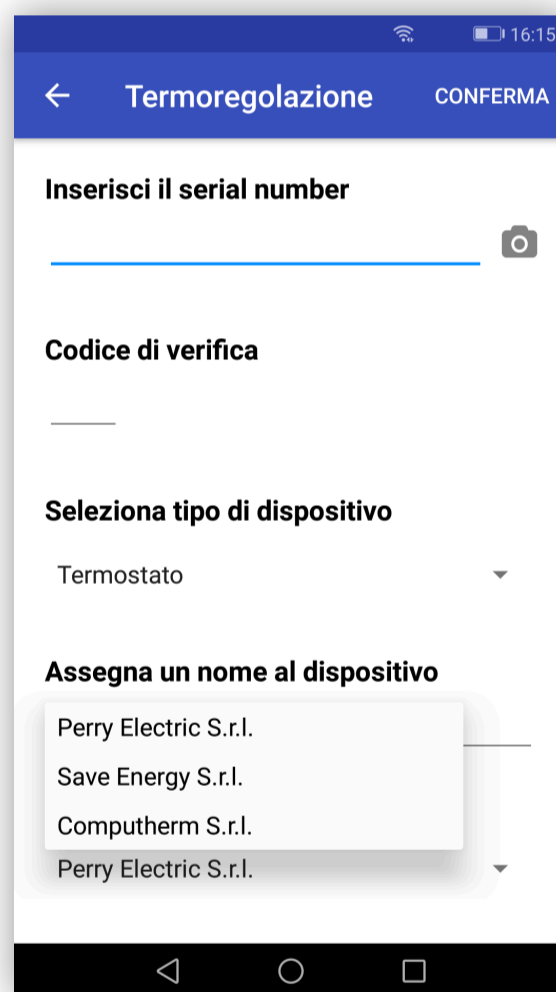 16:15
Termoregolazione CONFERMA
Inserisci il serial number
Codice di verifica
Seleziona tipo di dispositivo
Termostato
Assegna un nome al dispositivo
Perry Electric S.r.l.
Save Energy S.r.l.
Computherm S.r.l.
Perry Electric S.r.l.